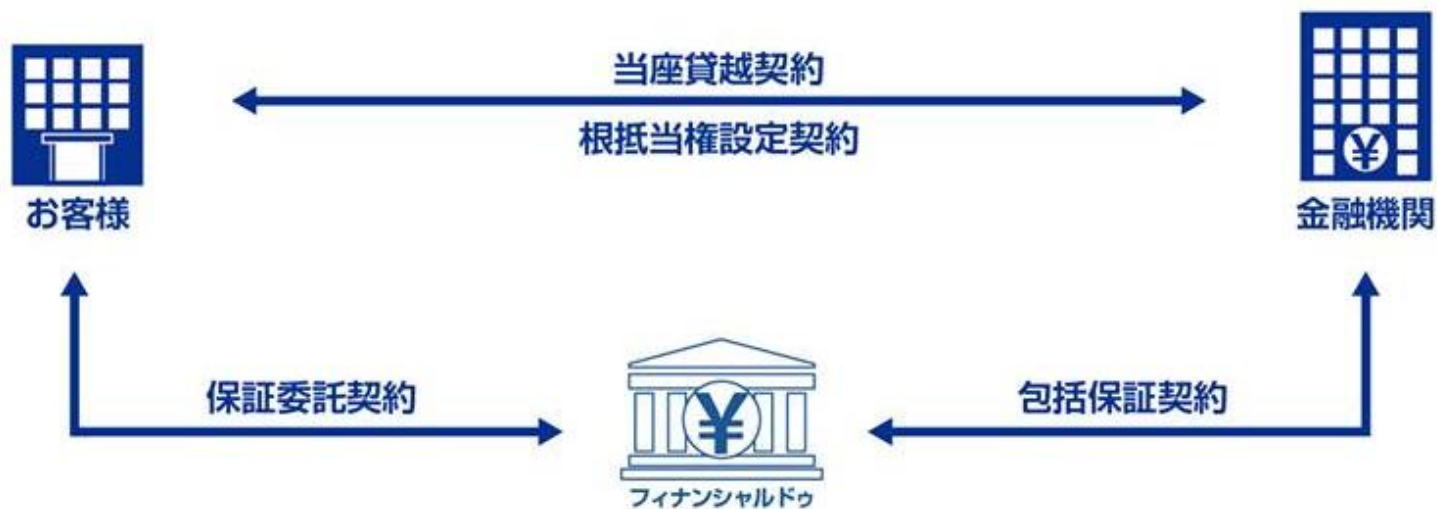 当座貸越契約
根抵当権設定契約
お客様
¥
金融機関
保証委託契約
包括保証契約
¥
フィナンシャルドゥ